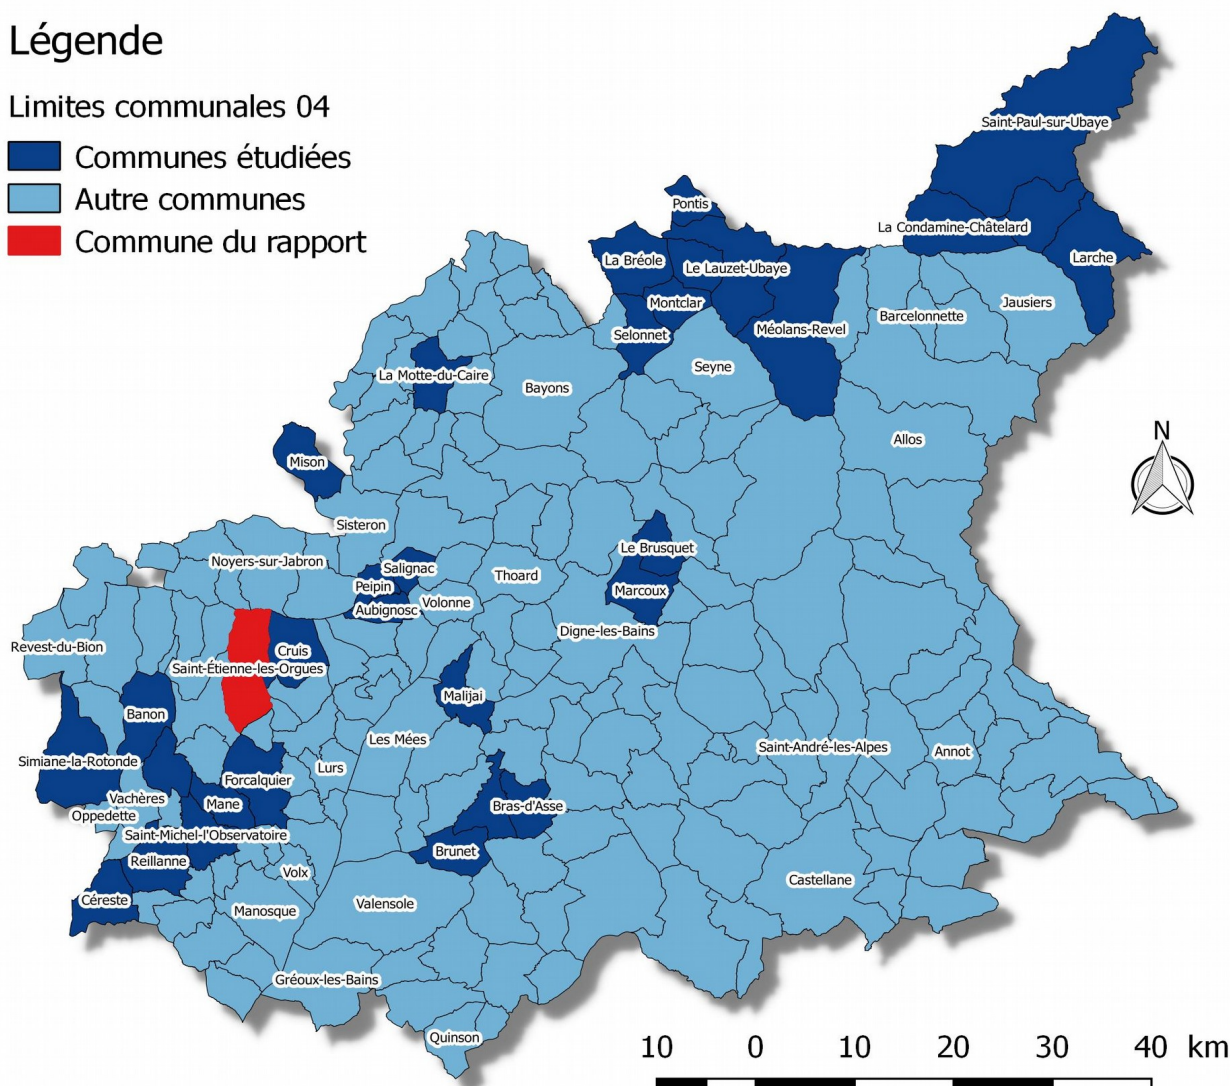 Légende
Limites communales 04
Communes étudiées
Autre communes
Commune du rapport
Saint-Paul-sur-Ubaye
Pontis
La Condamine-Châtelard
La Bréole
Le Lauzet-Ubaye
Larche
Montclar
Jausiers
Barcelonnette
Selonnet
Méolans-Revel
Seyne
La Motte-du-Caire
Bayons
Allos
N
Mison
Sisteron
Le Brusquet
Noyers-sur-Jabron
Salignac
Thoard
Peipin
Marcoux
Aubignosc
Volonne
Digne-les-Bains
Revest-du-Bion
Cruis
Saint-Étienne-les-Orgues
Malijai
Banon
Les Mées
Saint-André-les-Alpes
Annot
Simiane-la-Rotonde
Lurs
Forcalquier
Vachères
Mane
Bras-d'Asse
Oppedette
Saint-Michel-l'Observatoire
Brunet
Reillanne
Volx
Castellane
Céreste
Valensole
Manosque
Gréoux-les-Bains
Quinson
10 0 10 20 30 40 km